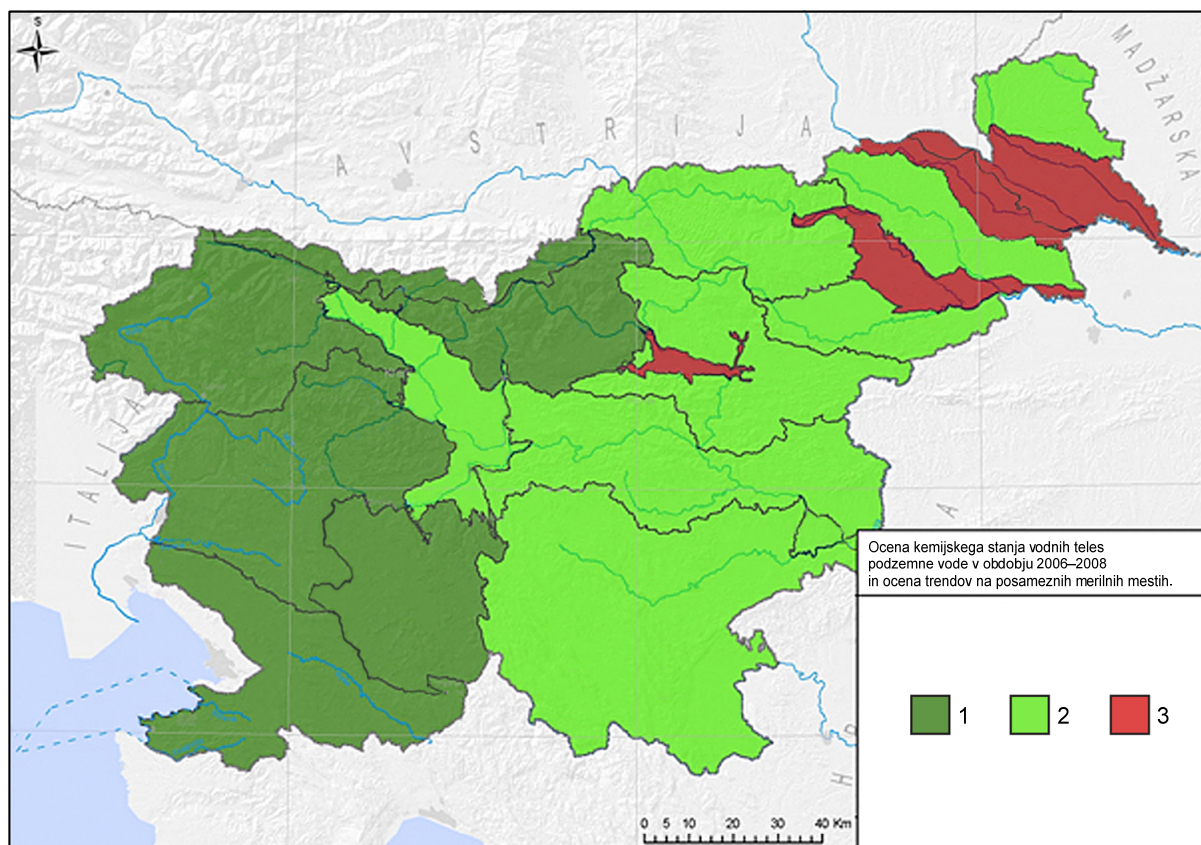 S
MADŽARSKA
AVSTRIJA
ITALIJA
A
H
Ocena kemijskega stanja vodnih teles
podzemne vode v obdobju 2006–2008
in ocena trendov na posameznih merilnih mestih.
1 2 3
0 5 10 20 30 40 Km